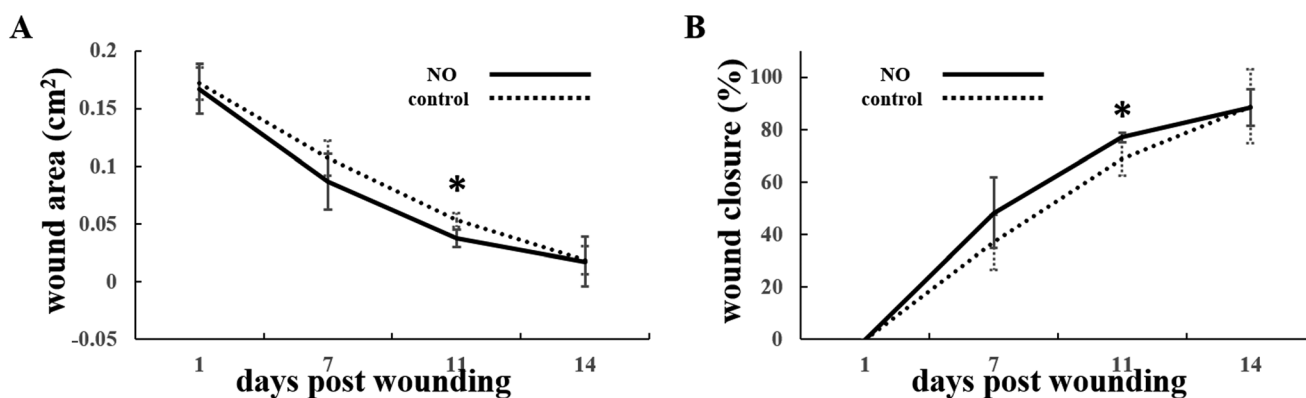 A
wound area (cm²)
0.2
0.15
0.1
0.05
0
-0.05
NO
control
*
1 7 11 14
days post wounding
B
wound closure (%)
100
80
60
40
20
0
NO
control
*
1 7 11 14
days post wounding